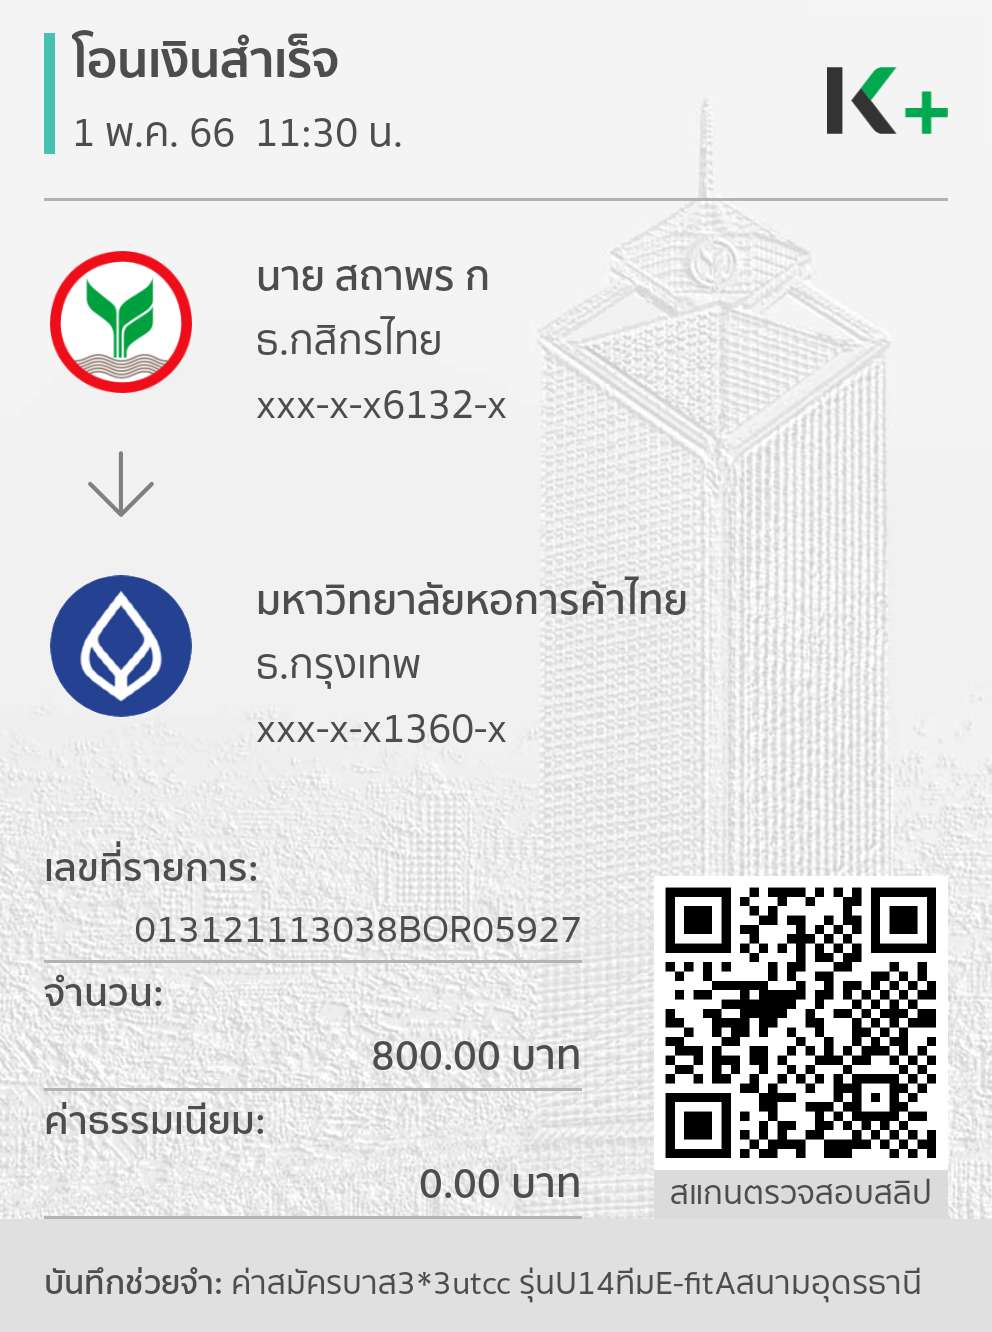 โอนเงินสำเร็จ
1 พ.ค. 66 11:30 น.
K+
นาย สถาพร ก
ธ.กสิกรไทย
xxx-x-x6132-x
มหาวิทยาลัยหอการค้าไทย
ธ.กรุงเทพ
xxx-x-x1360-x
เลขที่รายการ:
013121113038BOR05927
จำนวน:
800.00 บาท
ค่าธรรมเนียม:
0.00 บาท
สแกนตรวจสอบสลิป
บันทึกช่วยจำ: ค่าสมัครบาส3*3utcc รุ่นU14ทีมE-fitAสนามอุดรธานี